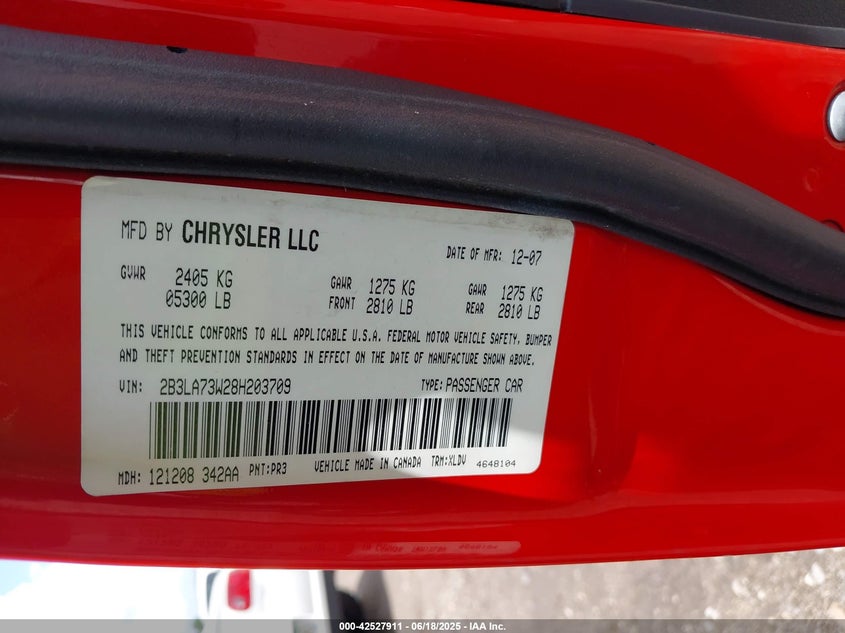 MFD BY CHRYSLER LLC
DATE OF MFR: 12-07
GVWR 2405 KG
05300 LB
GAWR 1275 KG
FRONT 2810 LB
GAWR 1275 KG
REAR 2810 LB
THIS VEHICLE CONFORMS TO ALL APPLICABLE U.S.A. FEDERAL MOTOR VEHICLE SAFETY, BUMPER
AND THEFT PREVENTION STANDARDS IN EFFECT ON THE DATE OF MANUFACTURE SHOWN ABOVE.
VIN: 2B3LA73W28H203709 TYPE: PASSENGER CAR
MDH: 121208 342AA PNT:PR3 VEHICLE MADE IN CANADA TRM:XLDV 4648104
000-42527911 - 06/18/2025 - IAA Inc.